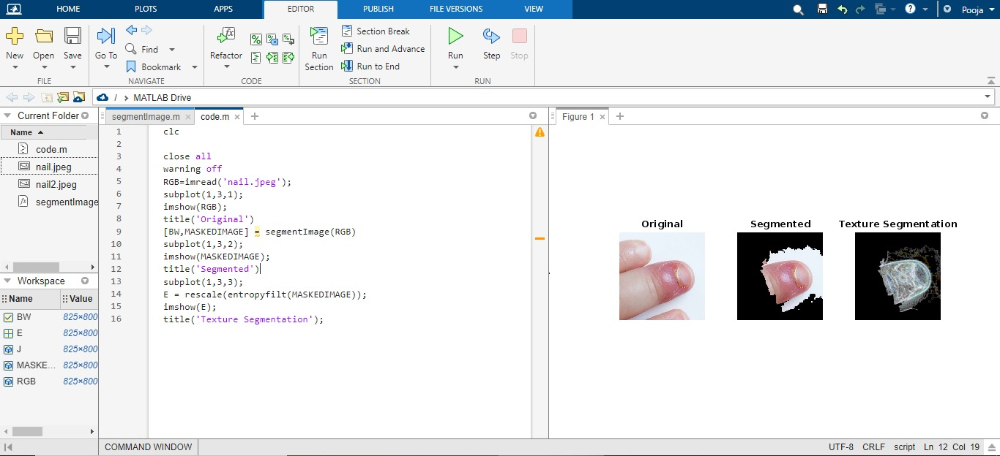 HOME PLOTS APPS EDITOR PUBLISH FILE VERSIONS VIEW ? Pooja
New Open Save
FILE
Go To Find Bookmark
NAVIGATE
Refactor
CODE
Run Section
Section Break
Run and Advance
Run to End
SECTION
Run Step Stop
RUN
/ > MATLAB Drive
Current Folder
Name
code.m
nail.jpeg
nail2.jpeg
segmentImage
Workspace
Name Value
BW 825×800
E 825×800
J 825×800
MASKE... 825×800
RGB 825×800
segmentImage.m × code.m × +
1 clc
2
3 close all
4 warning off
5 RGB=imread('nail.jpeg');
6 subplot(1,3,1);
7 imshow(RGB);
8 title('Original')
9 [BW,MASKEDIMAGE] = segmentImage(RGB)
10 subplot(1,3,2);
11 imshow(MASKEDIMAGE);
12 title('Segmented')
13 subplot(1,3,3);
14 E = rescale(entropyfilt(MASKEDIMAGE));
15 imshow(E);
16 title('Texture Segmentation');
Figure 1 × +
Original Segmented Texture Segmentation
COMMAND WINDOW
UTF-8 CRLF script Ln 12 Col 19